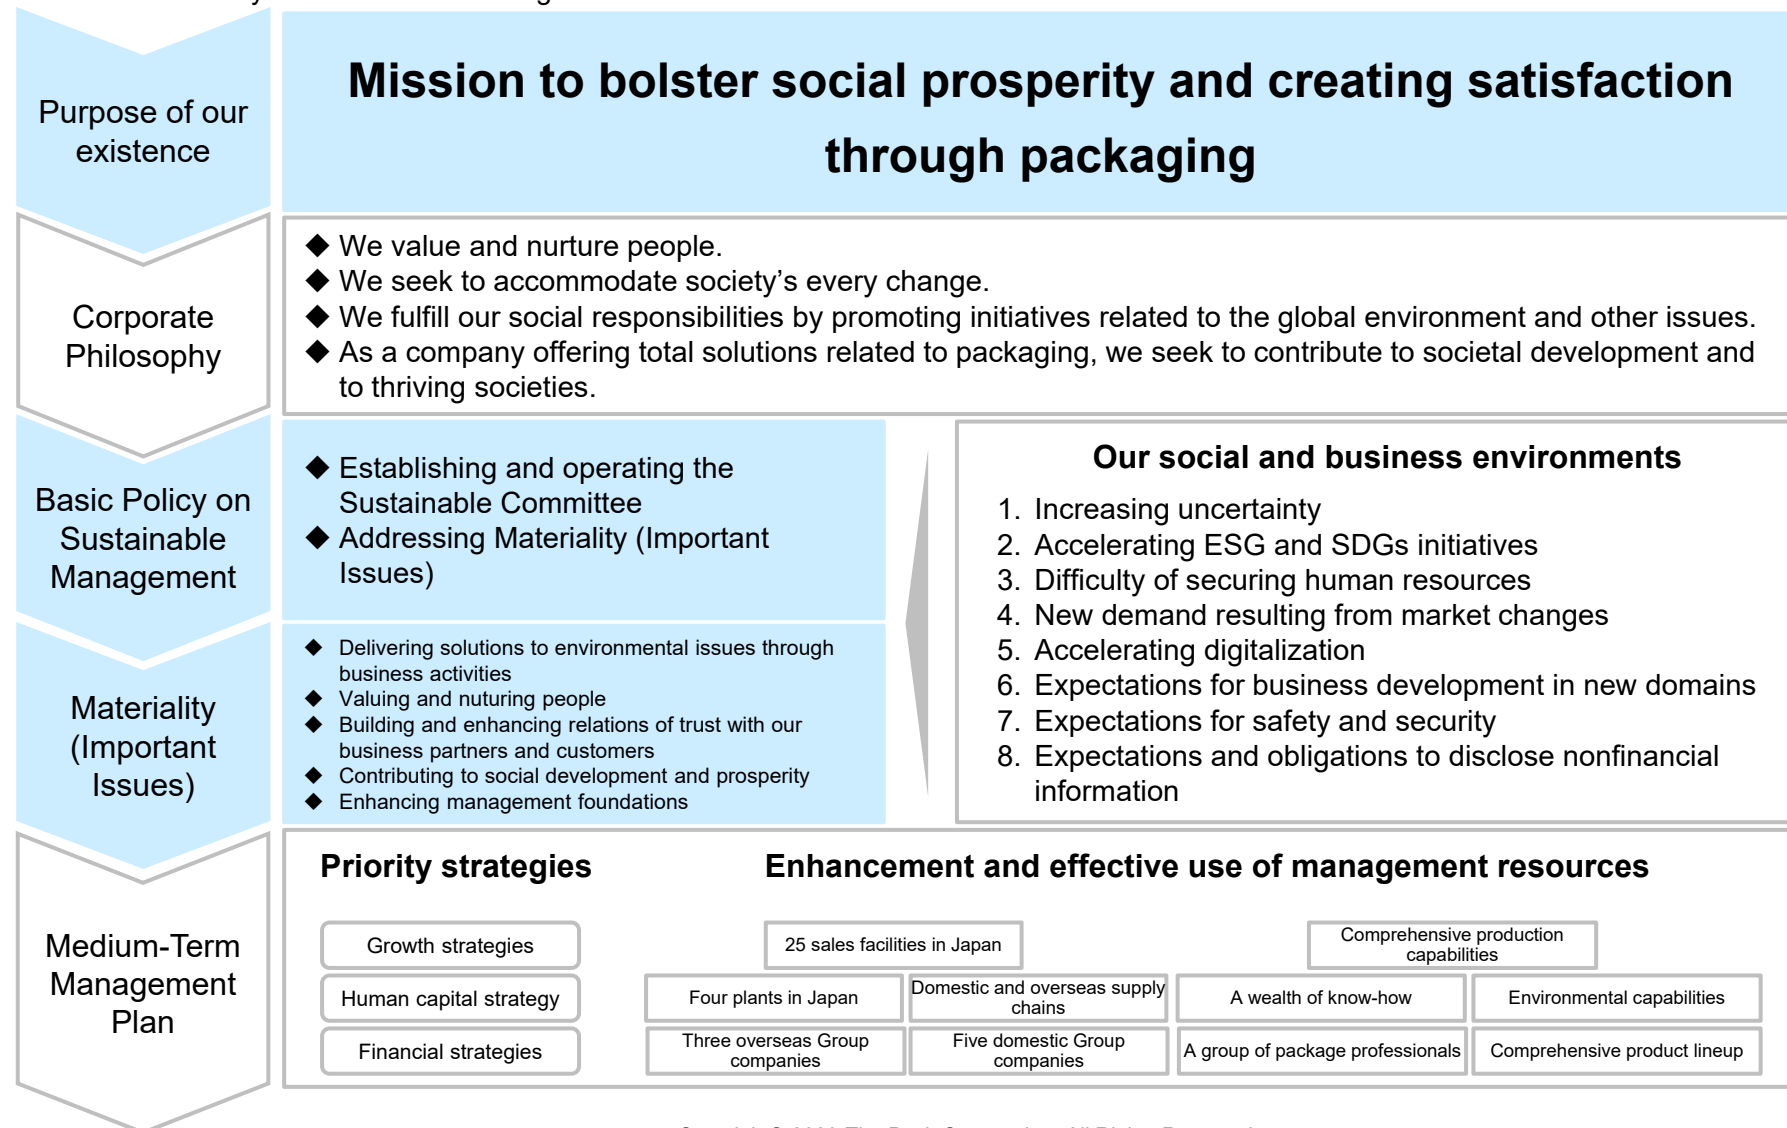 Purpose of our
existence
Mission to bolster social prosperity and creating satisfaction
through packaging
Corporate
Philosophy
◆ We value and nurture people.
◆ We seek to accommodate society’s every change.
◆ We fulfill our social responsibilities by promoting initiatives related to the global environment and other issues.
◆ As a company offering total solutions related to packaging, we seek to contribute to societal development and
to thriving societies.
Basic Policy on
Sustainable
Management
◆ Establishing and operating the
Sustainable Committee
◆ Addressing Materiality (Important
Issues)
Materiality
(Important
Issues)
◆ Delivering solutions to environmental issues through
business activities
◆ Valuing and nuturing people
◆ Building and enhancing relations of trust with our
business partners and customers
◆ Contributing to social development and prosperity
◆ Enhancing management foundations
Our social and business environments
1. Increasing uncertainty
2. Accelerating ESG and SDGs initiatives
3. Difficulty of securing human resources
4. New demand resulting from market changes
5. Accelerating digitalization
6. Expectations for business development in new domains
7. Expectations for safety and security
8. Expectations and obligations to disclose nonfinancial
information
Medium-Term
Management
Plan
Priority strategies
Growth strategies
Human capital strategy
Financial strategies
Enhancement and effective use of management resources
25 sales facilities in Japan
Comprehensive production
capabilities
Four plants in Japan
Domestic and overseas supply
chains
A wealth of know-how
Environmental capabilities
Three overseas Group
companies
Five domestic Group
companies
A group of package professionals
Comprehensive product lineup